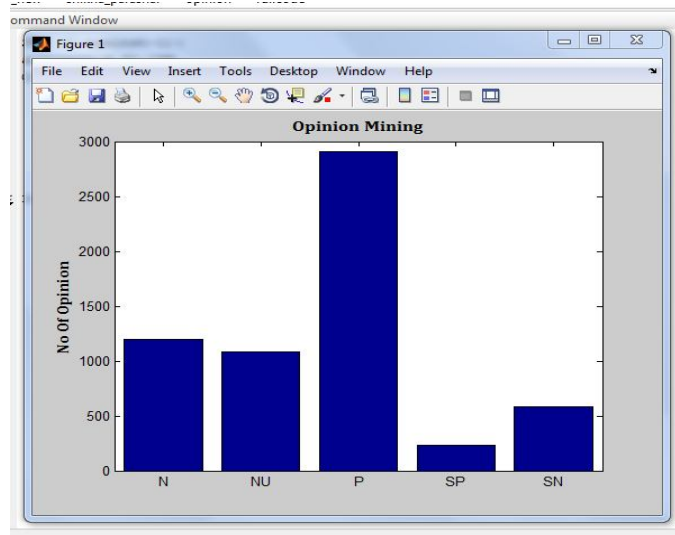 ommand Window
Figure 1
File Edit View Insert Tools Desktop Window Help
Opinion Mining
3000
2500
2000
1500
1000
500
0
No Of Opinion
N NU P SP SN